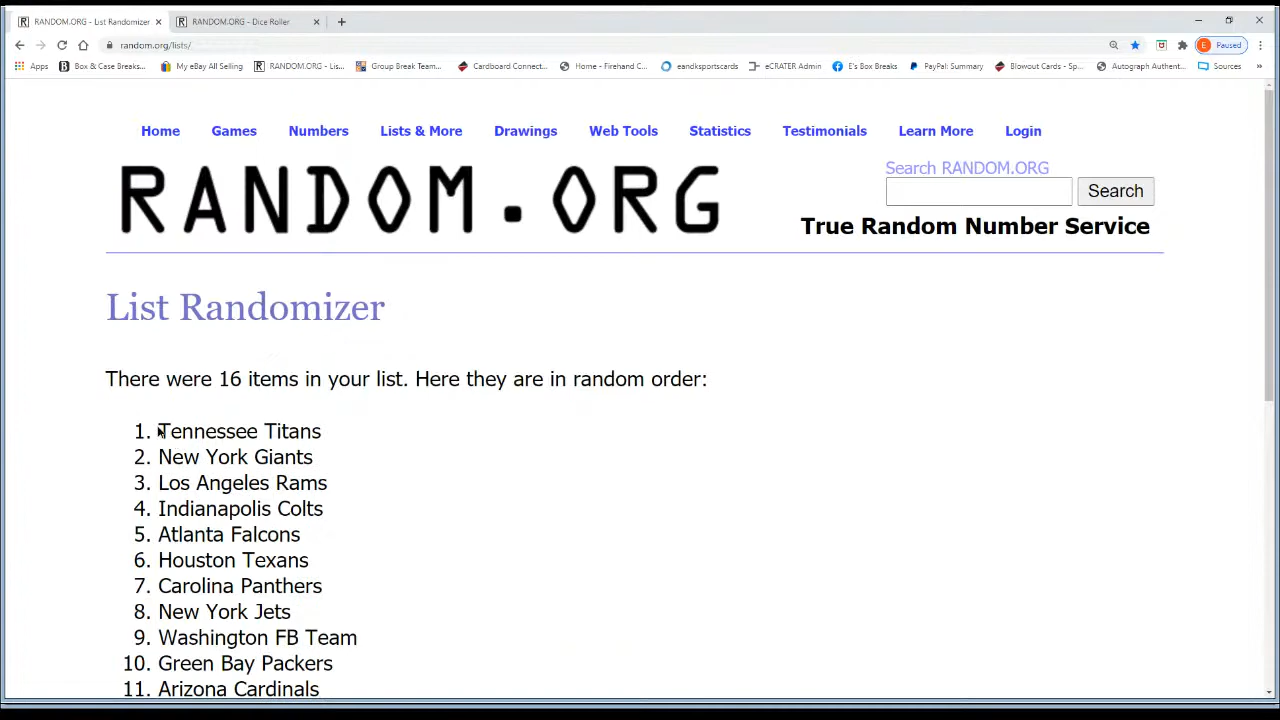 RANDOM.ORG - List Randomizer
RANDOM.ORG - Dice Roller
random.org/lists/
Paused
Apps
Box & Case Breaks...
My eBay All Selling
RANDOM.ORG - Lis...
Group Break Team...
Cardboard-Connect...
Home - Firehand C...
eandksportscards
eCRATER Admin
E's Box Breaks
PayPal: Summary
Blowout Cards - Sp...
Autograph Authent...
Sources
Home Games Numbers Lists & More Drawings Web Tools Statistics Testimonials Learn More Login
RANDOM.ORG
Search RANDOM.ORG
Search
True Random Number Service
List Randomizer
There were 16 items in your list. Here they are in random order:
1. Tennessee Titans
2. New York Giants
3. Los Angeles Rams
4. Indianapolis Colts
5. Atlanta Falcons
6. Houston Texans
7. Carolina Panthers
8. New York Jets
9. Washington FB Team
10. Green Bay Packers
11. Arizona Cardinals